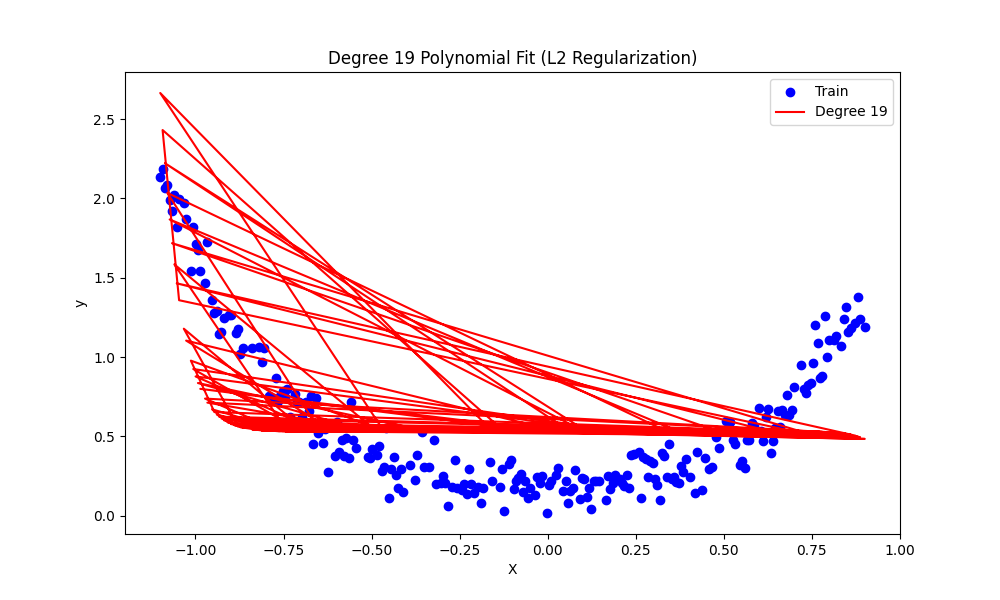 Degree 19 Polynomial Fit (L2 Regularization)
Train
Degree 19
y
2.5
2.0
1.5
1.0
0.5
0.0
−1.00 −0.75 −0.50 −0.25 0.00 0.25 0.50 0.75 1.00
X